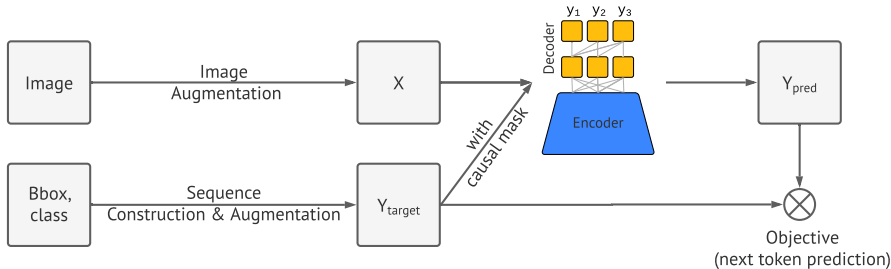 Image
Image
Augmentation
X
Decoder
y₁ y₂ y₃
Encoder
Ypred
with
causal mask
Bbox,
class
Sequence
Construction & Augmentation
Ytarget
Objective
(next token prediction)